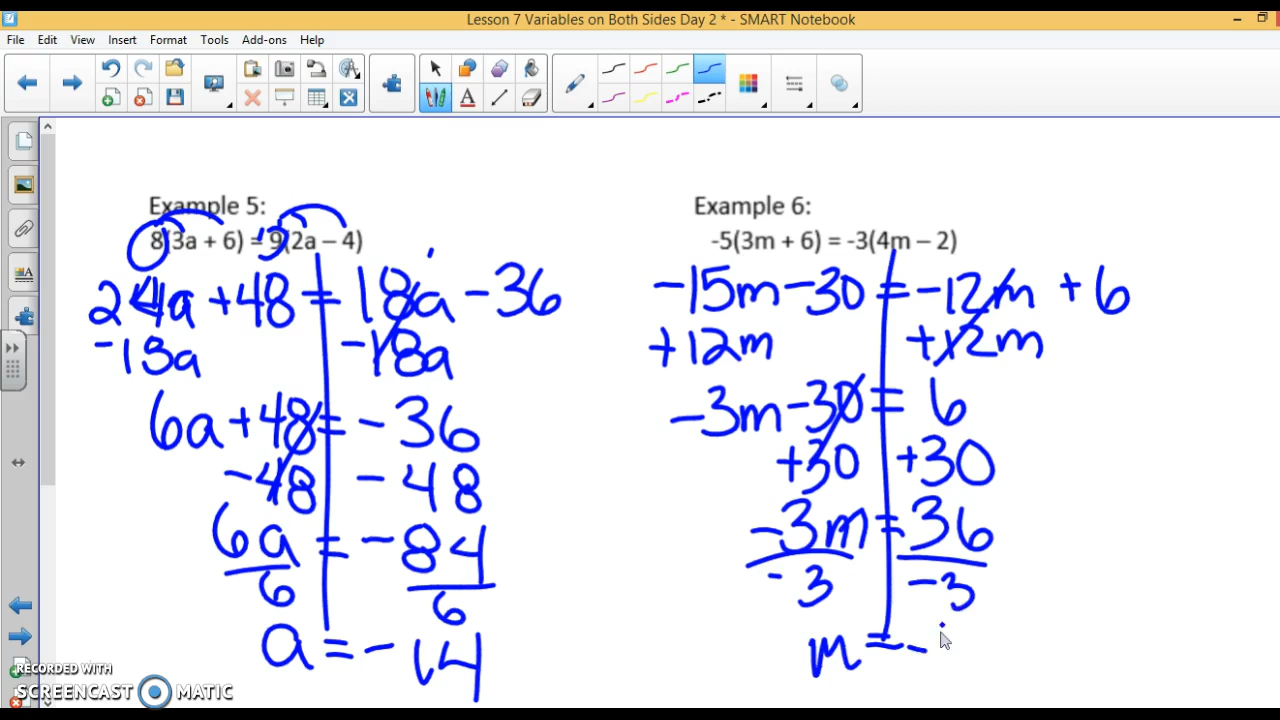 Lesson 7 Variables on Both Sides Day 2 * - SMART Notebook
File Edit View Insert Format Tools Add-ons Help
Example 5:
8(3a + 6) = 9(2a – 4)
24a + 48 = 18a - 36
-18a -18a
6a + 48 = -36
-48 -48
6a = -84
6 6
a = -14
Example 6:
-5(3m + 6) = -3(4m – 2)
-15m - 30 = -12m + 6
+12m +12m
-3m - 30 = 6
+30 +30
-3m = 36
-3 -3
m = -
RECORDED WITH
SCREENCAST MATIC